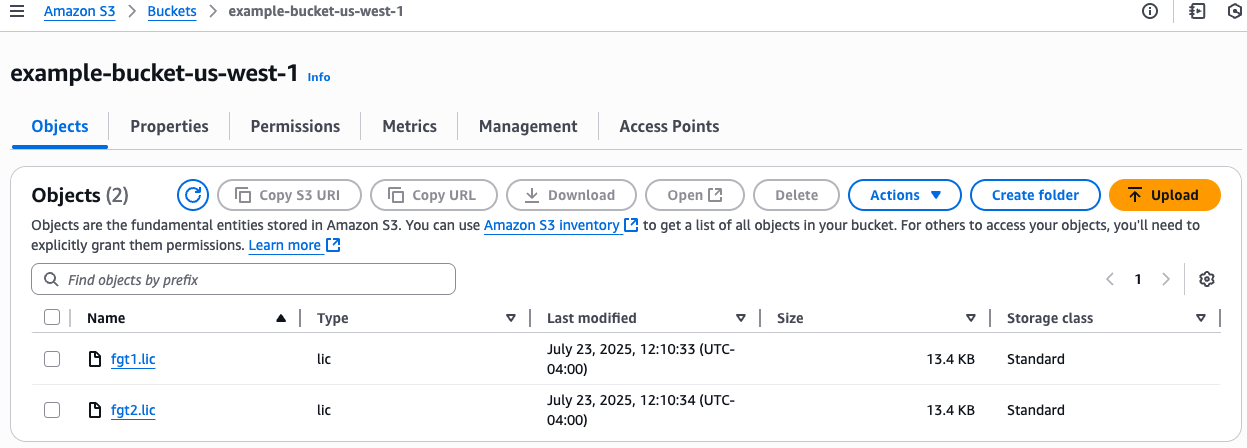 Amazon S3 > Buckets > example-bucket-us-west-1
example-bucket-us-west-1 Info
Objects Properties Permissions Metrics Management Access Points
Objects (2) Copy S3 URI Copy URL Download Open Delete Actions Create folder Upload
Objects are the fundamental entities stored in Amazon S3. You can use Amazon S3 inventory to get a list of all objects in your bucket. For others to access your objects, you'll need to
explicitly grant them permissions. Learn more
Find objects by prefix 1
Name Type Last modified Size Storage class
fgt1.lic lic July 23, 2025, 12:10:33 (UTC-
04:00) 13.4 KB Standard
fgt2.lic lic July 23, 2025, 12:10:34 (UTC-
04:00) 13.4 KB Standard